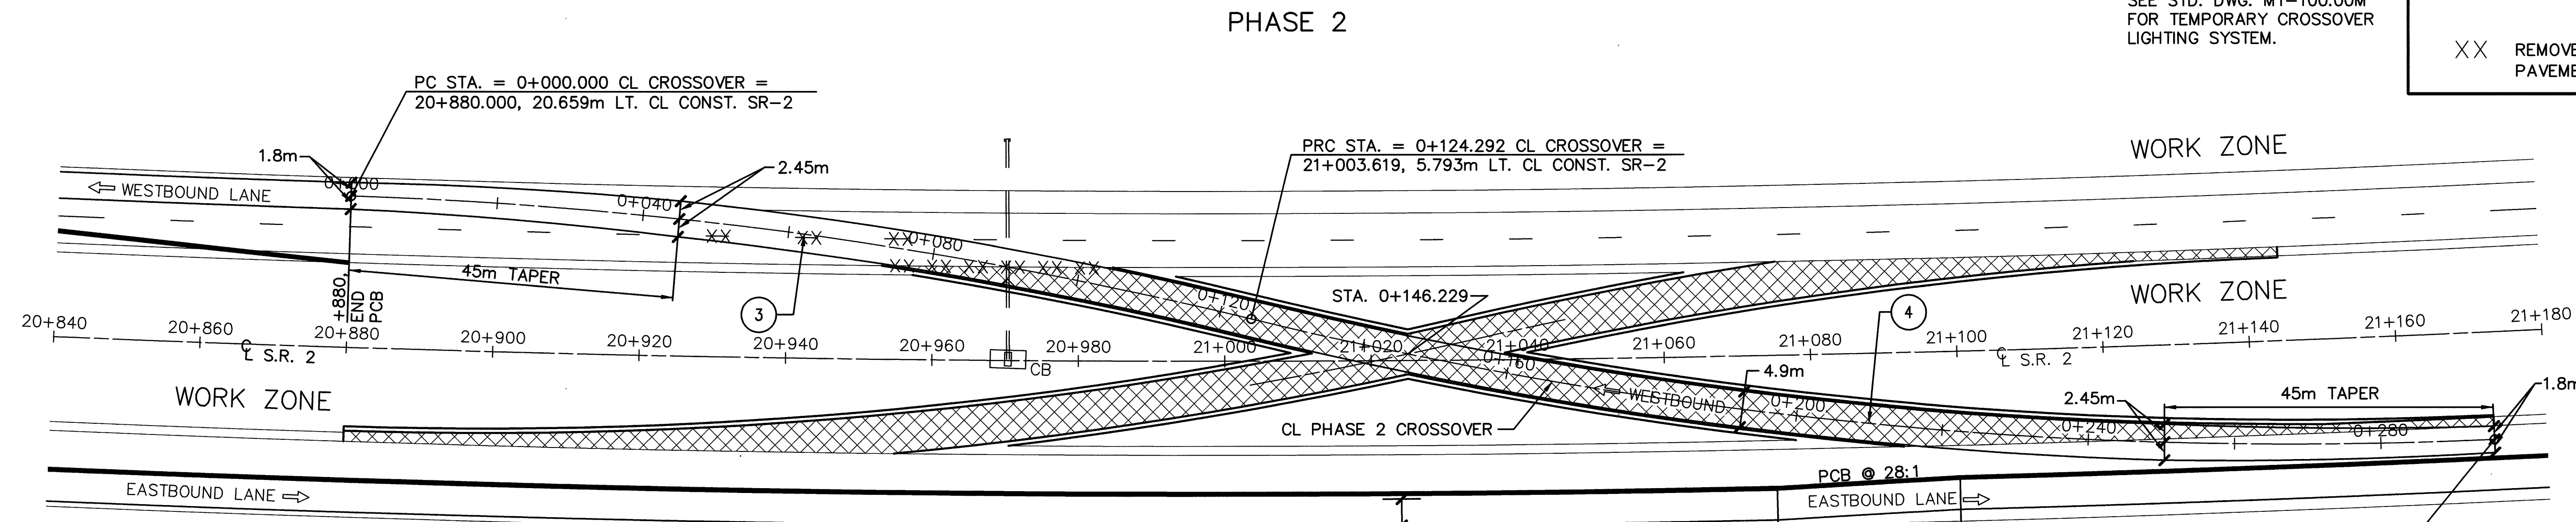 PHASE 2
SEE STD. DWG. MT-100.00M
FOR TEMPORARY CROSSOVER
LIGHTING SYSTEM.
XX REMOVE
PAVEME
PC STA. = 0+000.000 CL CROSSOVER =
20+880.000, 20.659m LT. CL CONST. SR-2
PRC STA. = 0+124.292 CL CROSSOVER =
21+003.619, 5.793m LT. CL CONST. SR-2
WORK ZONE
1.8m
2.45m
WESTBOUND LANE
0+000
0+040
0+080
45m TAPER
+880,
END
PCB
3
0+120
STA. 0+146.229
WORK ZONE
4
20+840
20+860
20+880
20+900
20+920
20+940
20+960
20+980
21+000
21+020
21+040
21+060
21+080
21+100
21+120
21+140
21+160
21+180
℄ S.R. 2
CB
℄ S.R. 2
0+160
4.9m
WESTBOUND
0+200
2.45m
45m TAPER
1.8m
WORK ZONE
CL PHASE 2 CROSSOVER
0+240
0+280
PCB @ 28:1
EASTBOUND LANE
EASTBOUND LANE